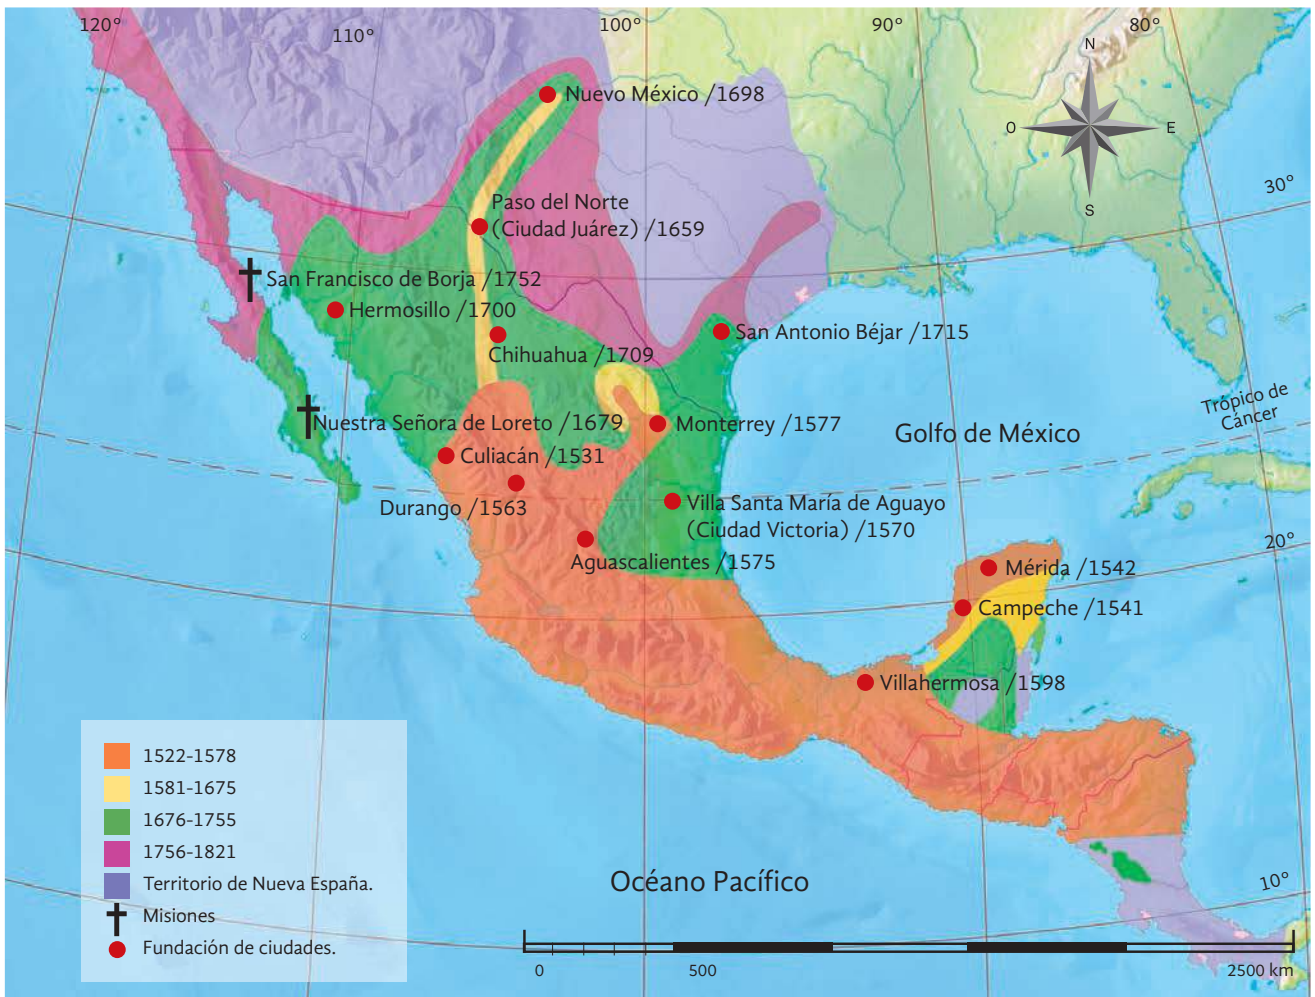 120°
110°
100°
90°
80°
N
O
E
S
30°
Nuevo México /1698
Paso del Norte
(Ciudad Juárez) /1659
San Francisco de Borja /1752
Hermosillo /1700
Chihuahua /1709
San Antonio Béjar /1715
Nuestra Señora de Loreto /1679
Monterrey /1577
Golfo de México
Trópico de
Cáncer
Culiacán /1531
Durango /1563
Villa Santa María de Aguayo
(Ciudad Victoria) /1570
Aguascalientes /1575
20°
Mérida /1542
Campeche /1541
Villahermosa /1598
1522-1578
1581-1675
1676-1755
1756-1821
Territorio de Nueva España.
Misiones
Fundación de ciudades.
Océano Pacífico
10°
0
500
2500 km